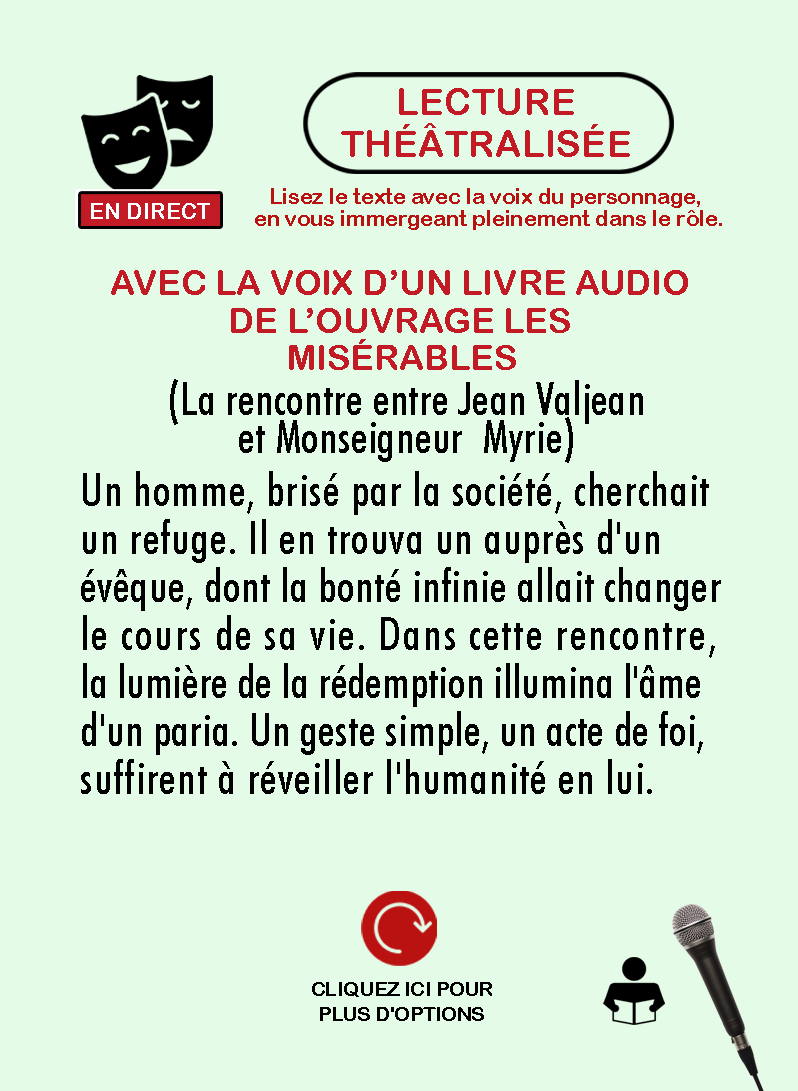 LECTURE
THÉÂTRALISÉE
EN DIRECT
Lisez le texte avec la voix du personnage,
en vous immergeant pleinement dans le rôle.
AVEC LA VOIX D’UN LIVRE AUDIO
DE L’OUVRAGE LES
MISÉRABLES
(La rencontre entre Jean Valjean
et Monseigneur  Myrie)
Un homme, brisé par la société, cherchait
un refuge. Il en trouva un auprès d'un
évêque, dont la bonté infinie allait changer
le cours de sa vie. Dans cette rencontre,
la lumière de la rédemption illumina l'âme
d'un paria. Un geste simple, un acte de foi,
suffirent à réveiller l'humanité en lui.
CLIQUEZ ICI POUR
PLUS D'OPTIONS